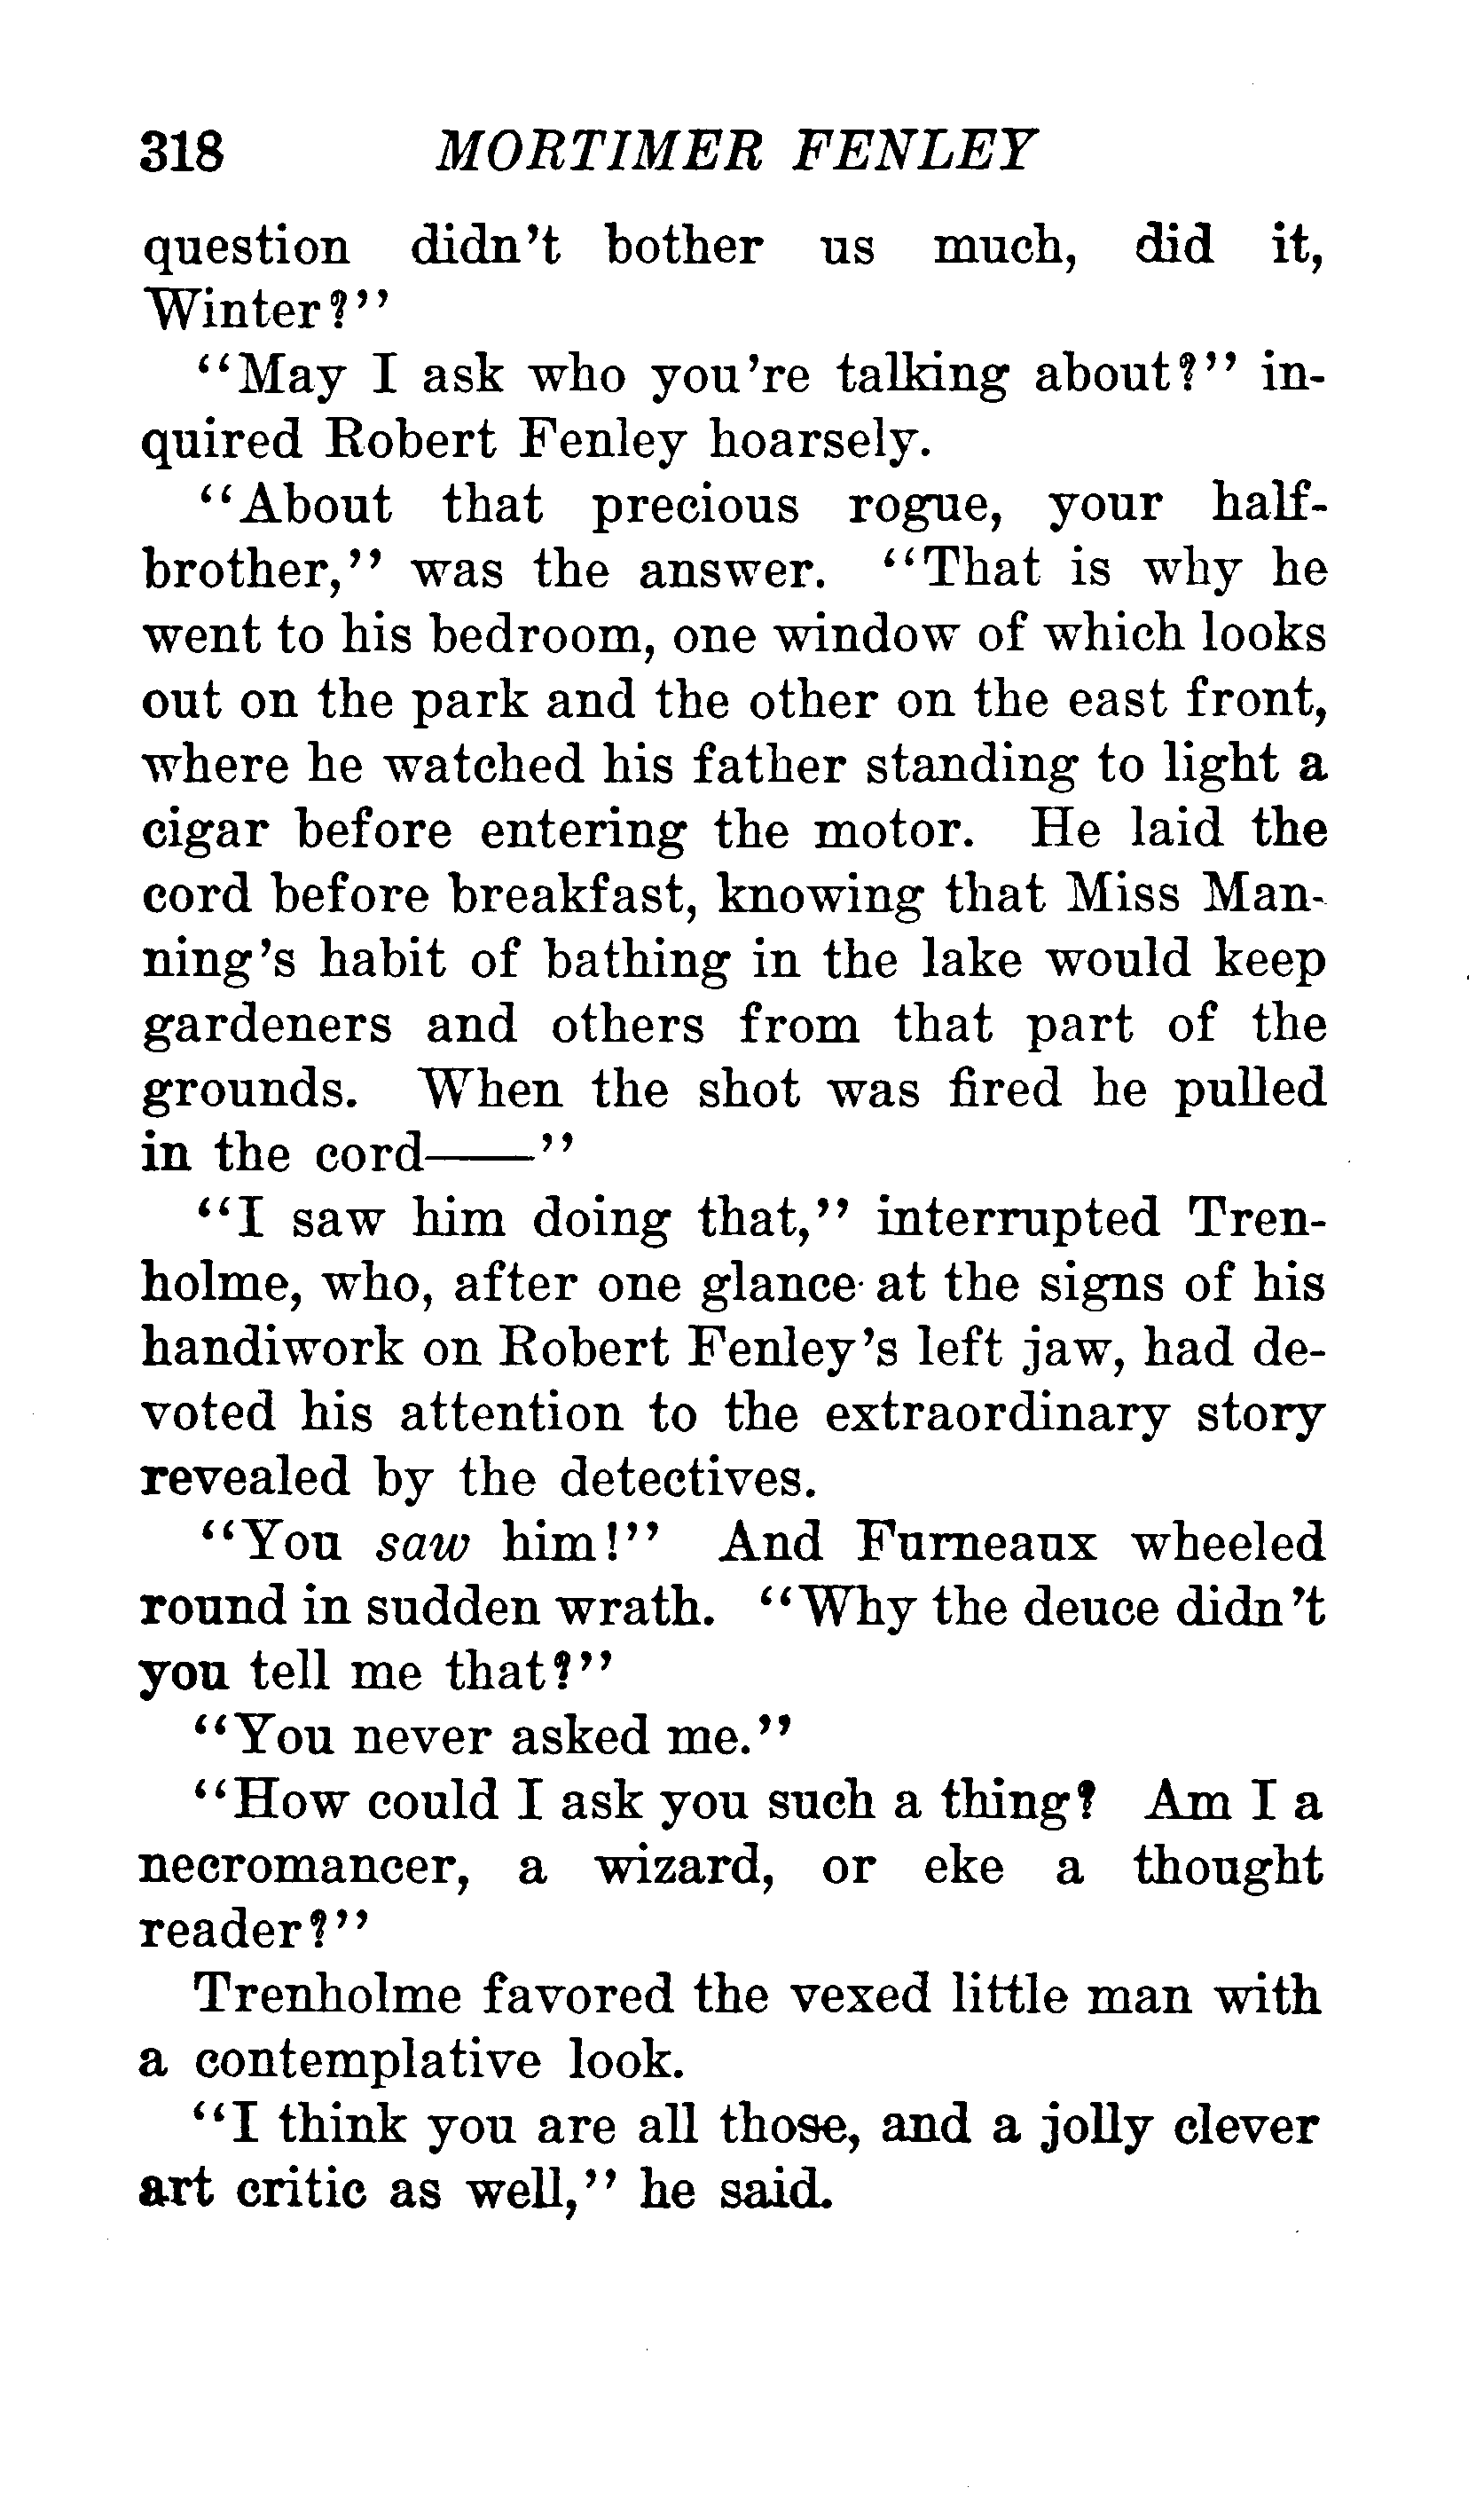 318 MORTIMER FENLEY
question didn't bother us much, did it,
Winter?"
"May I ask who you're talking about?" in-
quired Robert Fenley hoarsely.
"About that precious rogue, your half-
brother," was the answer. "That is why he
went to his bedroom, one window of which looks
out on the park and the other on the east front,
where he watched his father standing to light a
cigar before entering the motor. He laid the
cord before breakfast, knowing that Miss Man-
ning's habit of bathing in the lake would keep
gardeners and others from that part of the
grounds. When the shot was fired he pulled
in the cord——"
"I saw him doing that," interrupted Tren-
holme, who, after one glance at the signs of his
handiwork on Robert Fenley's left jaw, had de-
voted his attention to the extraordinary story
revealed by the detectives.
"You saw him!" And Furneaux wheeled
round in sudden wrath. "Why the deuce didn't
you tell me that?"
"You never asked me."
"How could I ask you such a thing? Am I a
necromancer, a wizard, or eke a thought
reader?"
Trenholme favored the vexed little man with
a contemplative look.
"I think you are all those, and a jolly clever
art critic as well," he said.